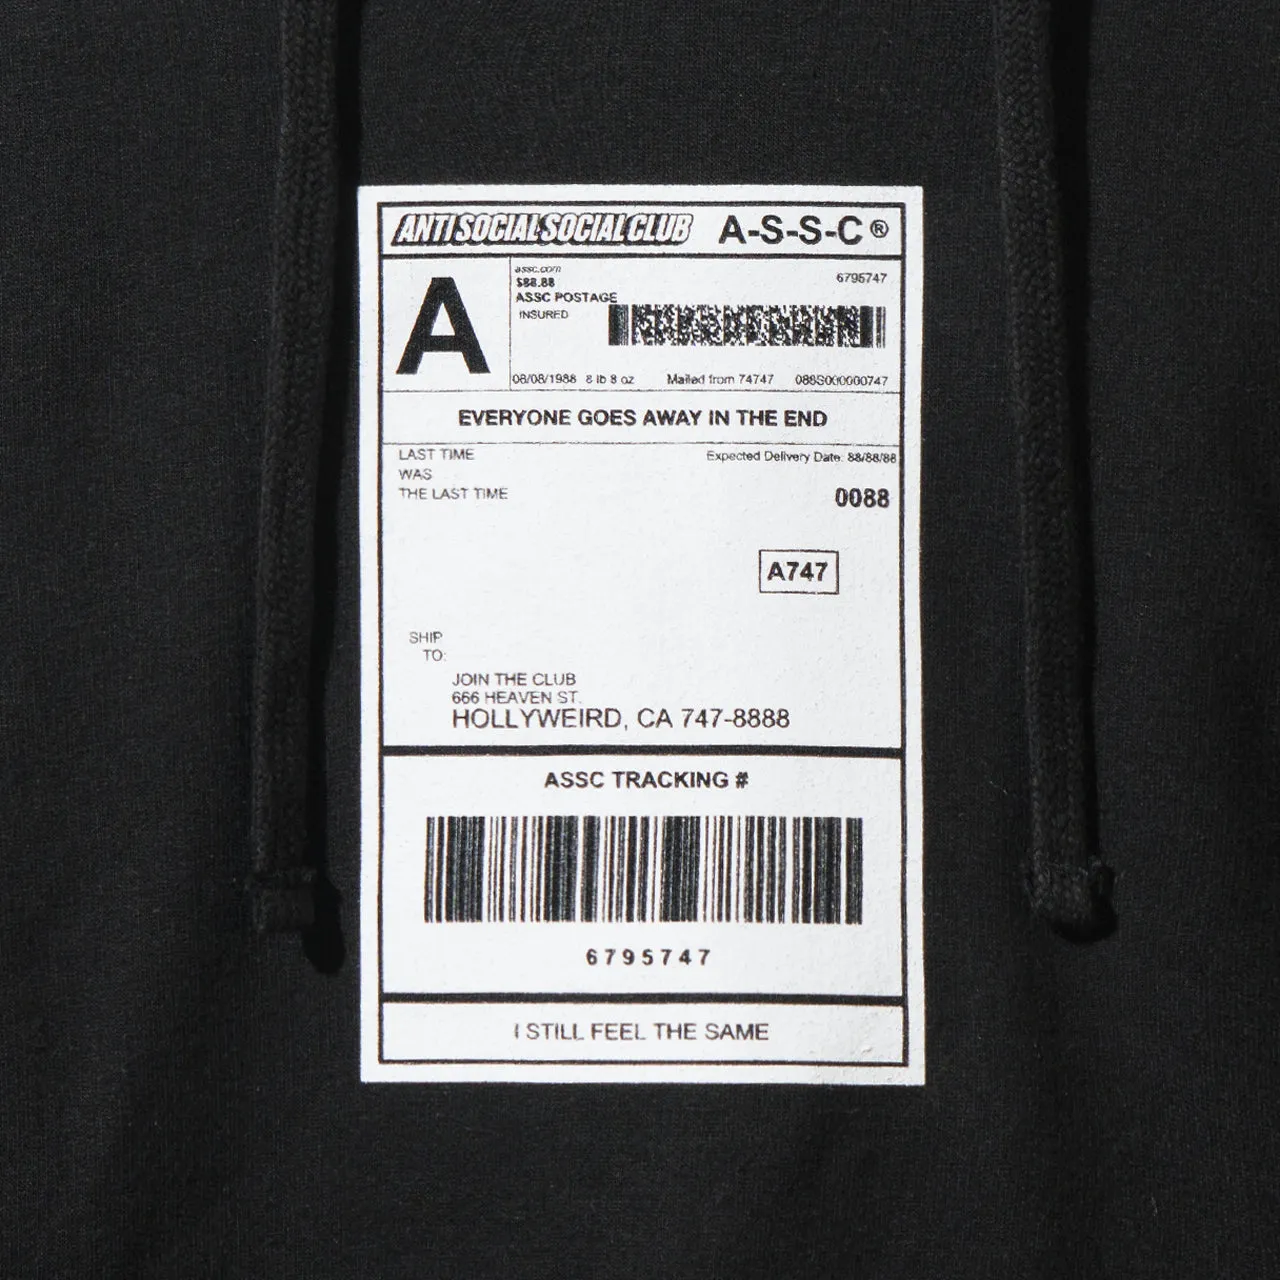 ANTI SOCIAL SOCIAL CLUB A-S-S-C®
A
assc.com
$88.88
ASSC POSTAGE
INSURED
6795747
08/08/1988 8 lb 8 oz Mailed from 74747 088S0000000747
EVERYONE GOES AWAY IN THE END
LAST TIME
WAS
THE LAST TIME
Expected Delivery Date: 88/88/88
0088
A747
SHIP
TO:
JOIN THE CLUB
666 HEAVEN ST.
HOLLYWEIRD, CA 747-8888
ASSC TRACKING #
6795747
I STILL FEEL THE SAME